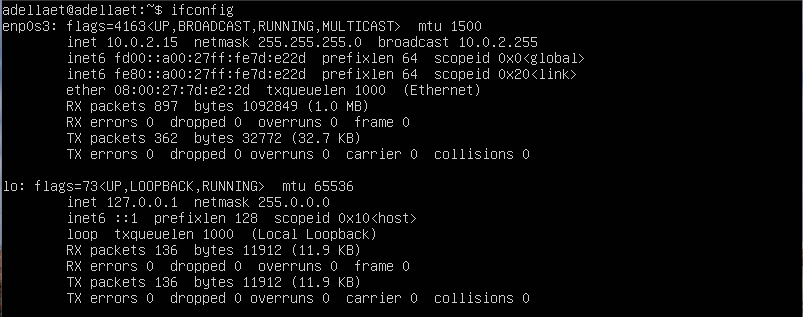 adellaet@adellaet:~$ ifconfig
enp0s3: flags=4163<UP,BROADCAST,RUNNING,MULTICAST>  mtu 1500
        inet 10.0.2.15  netmask 255.255.255.0  broadcast 10.0.2.255
        inet6 fd00::a00:27ff:fe7d:e22d  prefixlen 64  scopeid 0x0<global>
        inet6 fe80::a00:27ff:fe7d:e22d  prefixlen 64  scopeid 0x20<link>
        ether 08:00:27:7d:e2:2d  txqueuelen 1000  (Ethernet)
        RX packets 897  bytes 1092849 (1.0 MB)
        RX errors 0  dropped 0  overruns 0  frame 0
        TX packets 362  bytes 32772 (32.7 KB)
        TX errors 0  dropped 0 overruns 0  carrier 0  collisions 0

lo: flags=73<UP,LOOPBACK,RUNNING>  mtu 65536
        inet 127.0.0.1  netmask 255.0.0.0
        inet6 ::1  prefixlen 128  scopeid 0x10<host>
        loop  txqueuelen 1000  (Local Loopback)
        RX packets 136  bytes 11912 (11.9 KB)
        RX errors 0  dropped 0  overruns 0  frame 0
        TX packets 136  bytes 11912 (11.9 KB)
        TX errors 0  dropped 0 overruns 0  carrier 0  collisions 0